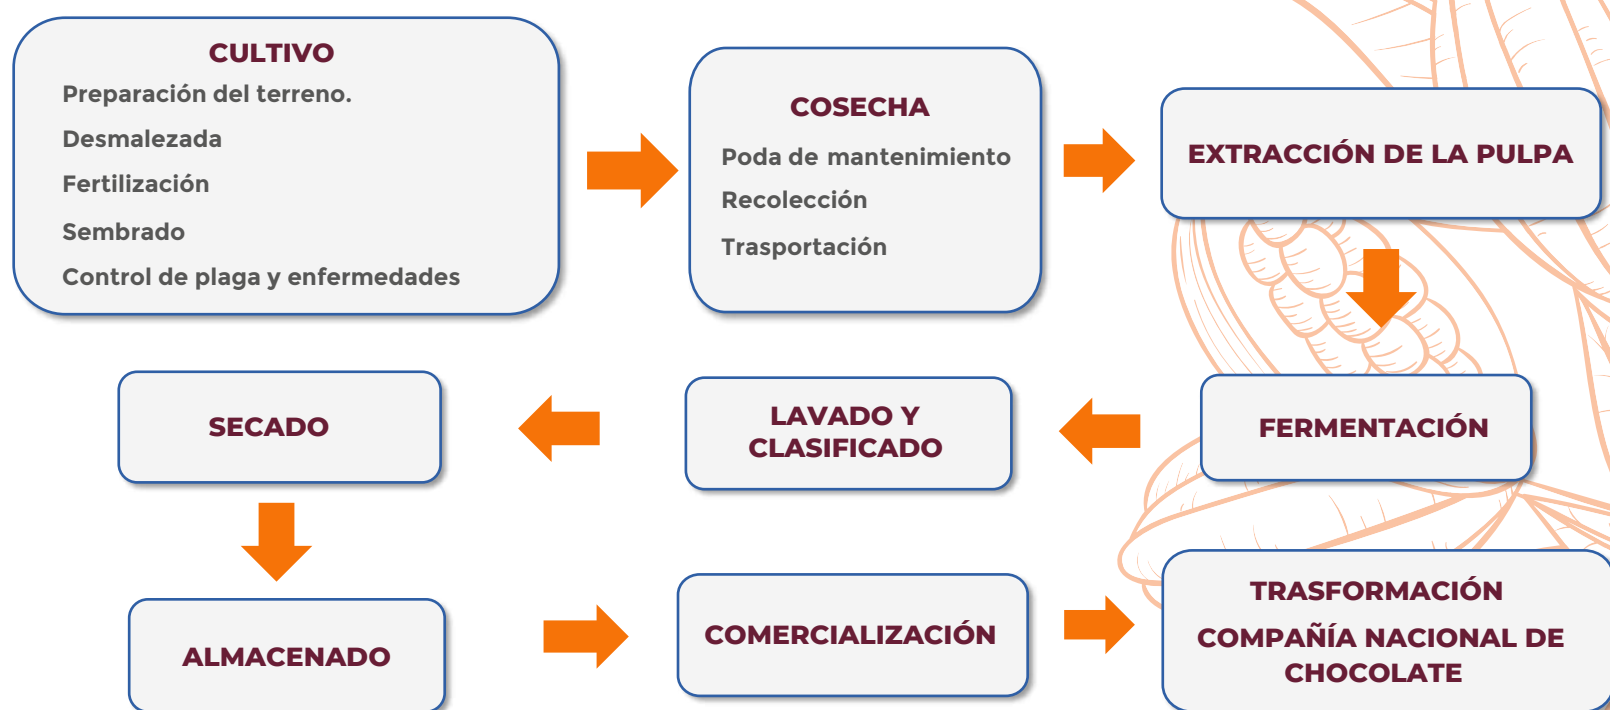 CULTIVO
Preparación del terreno.
Desmalezada
Fertilización
Sembrado
Control de plaga y enfermedades
COSECHA
Poda de mantenimiento
Recolección
Trasportación
EXTRACCIÓN DE LA PULPA
FERMENTACIÓN
LAVADO Y
CLASIFICADO
SECADO
ALMACENADO
COMERCIALIZACIÓN
TRASFORMACIÓN
COMPAÑÍA NACIONAL DE
CHOCOLATE